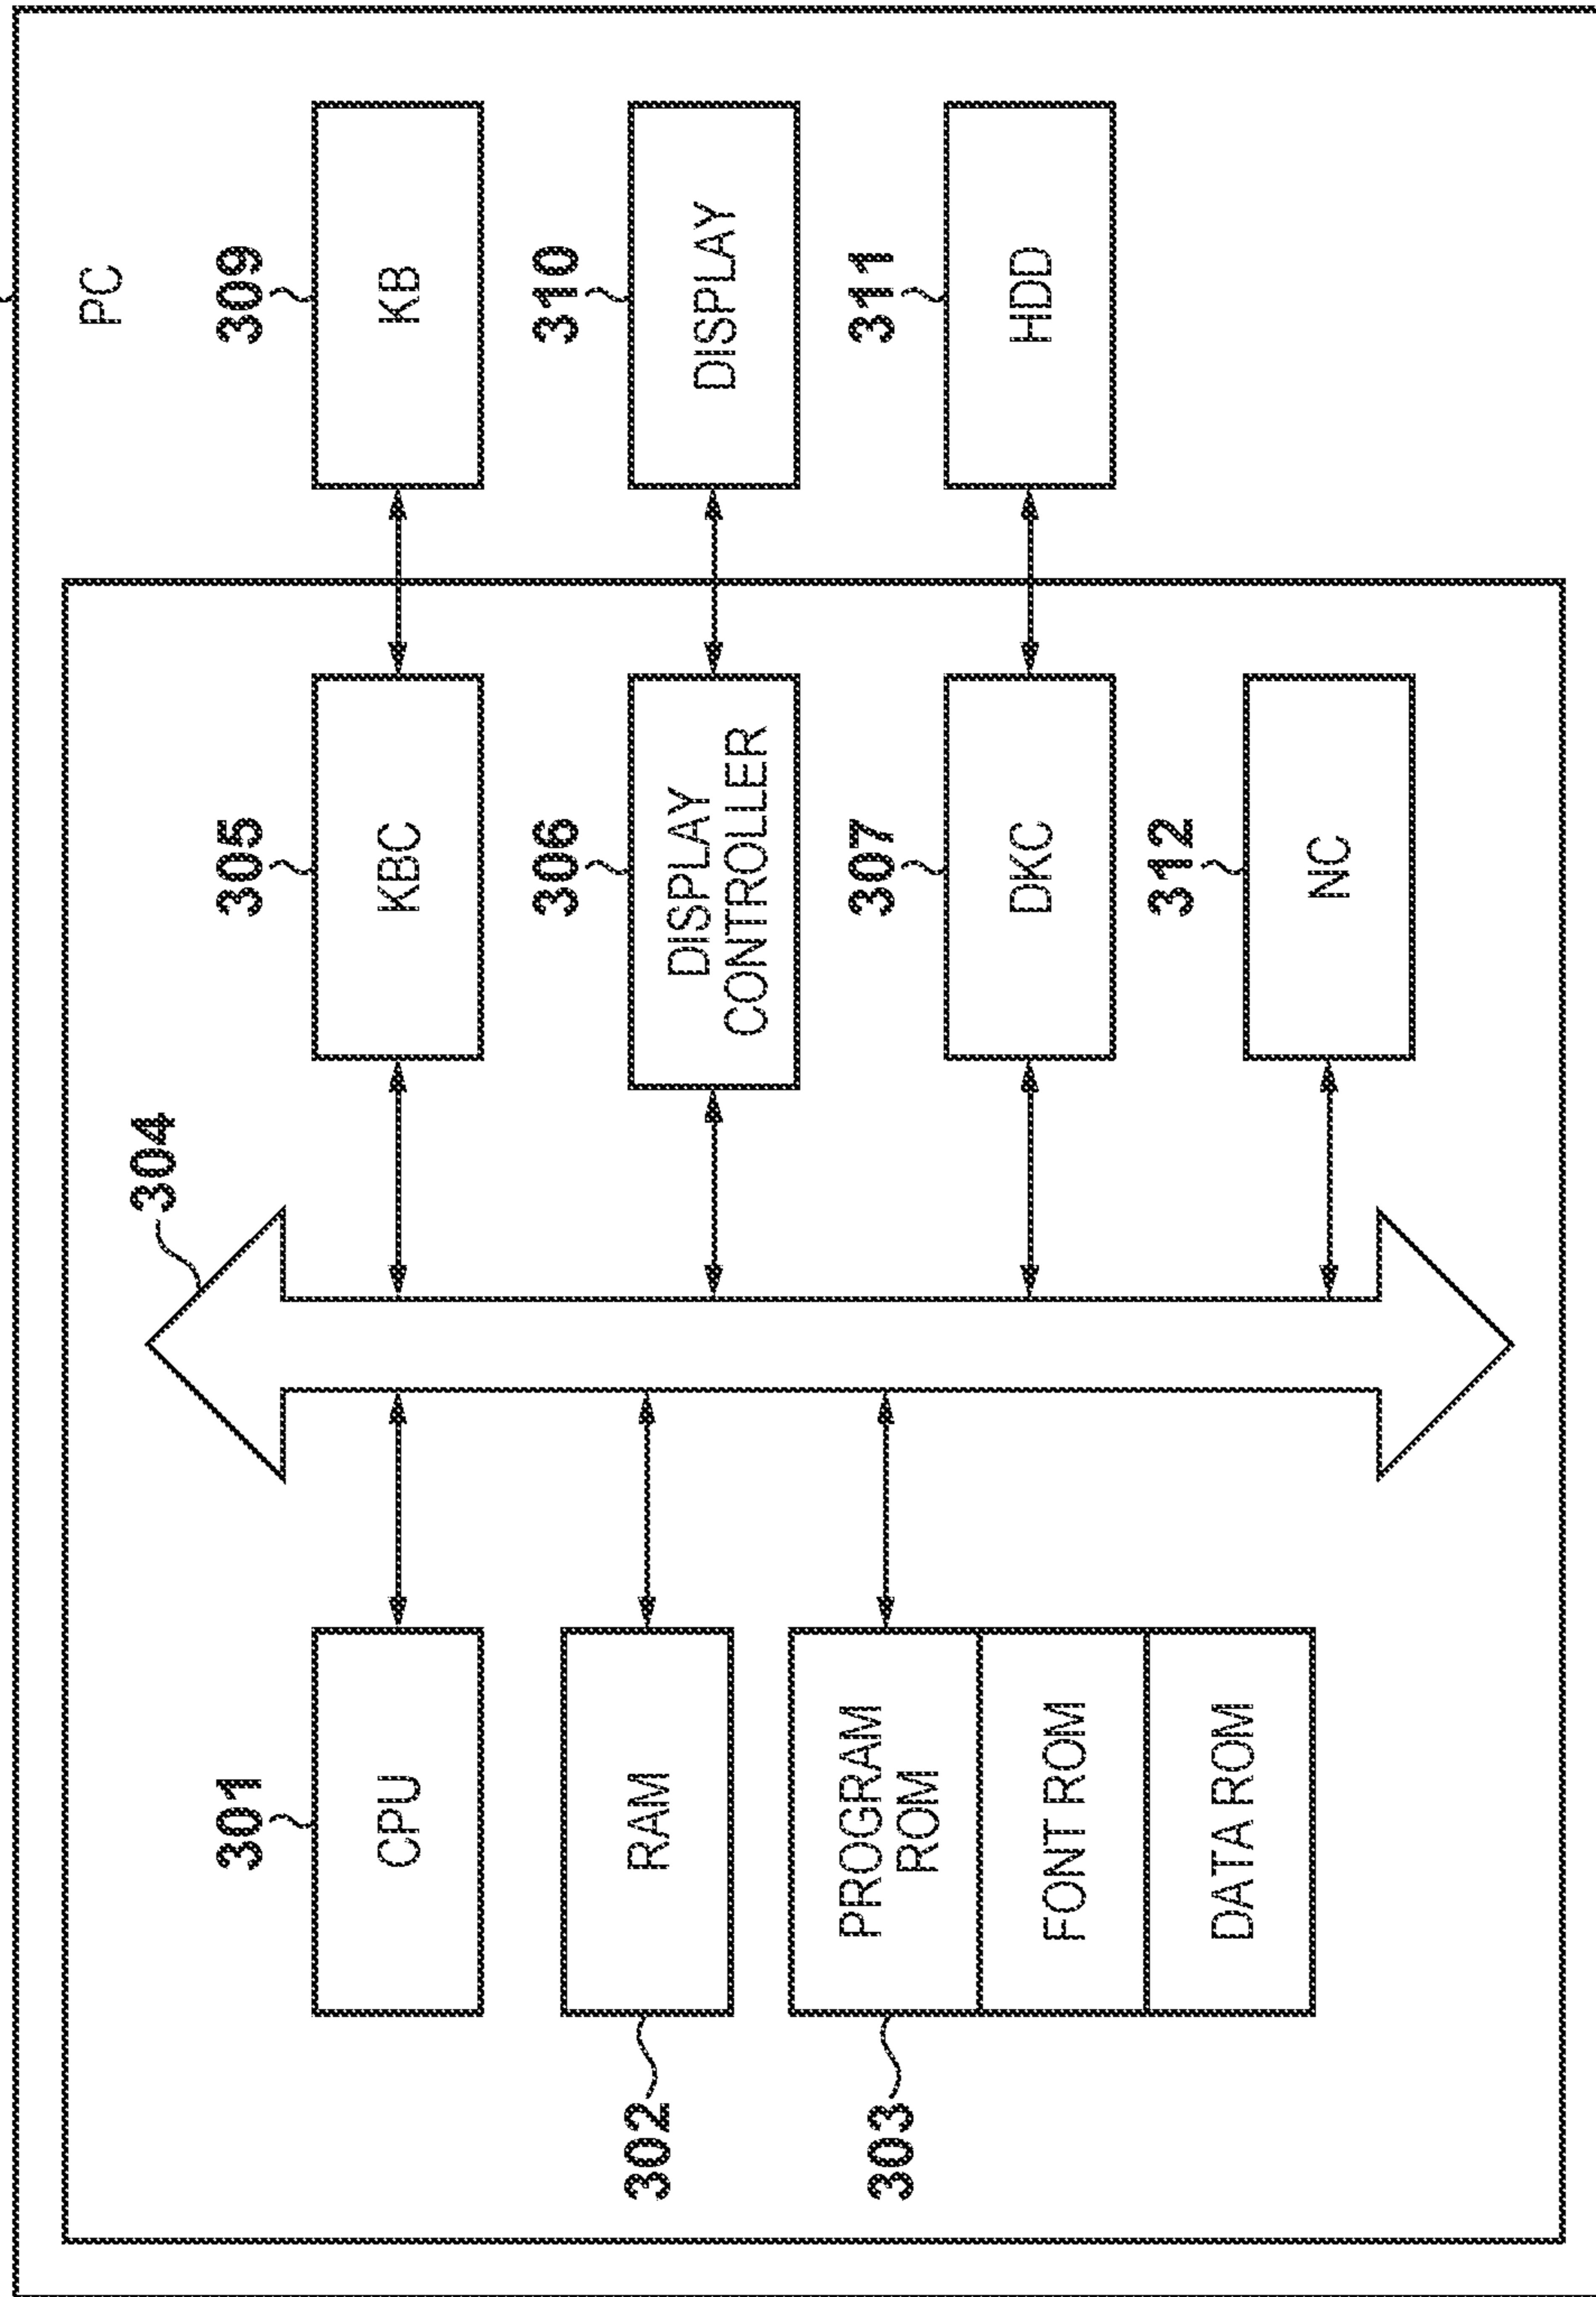 PC
304
301
CPU
302
RAM
303
PROGRAM
ROM
FONT ROM
DATA ROM
305
KBC
306
DISPLAY
CONTROLLER
307
DKC
312
NC
309
KB
310
DISPLAY
311
HDD